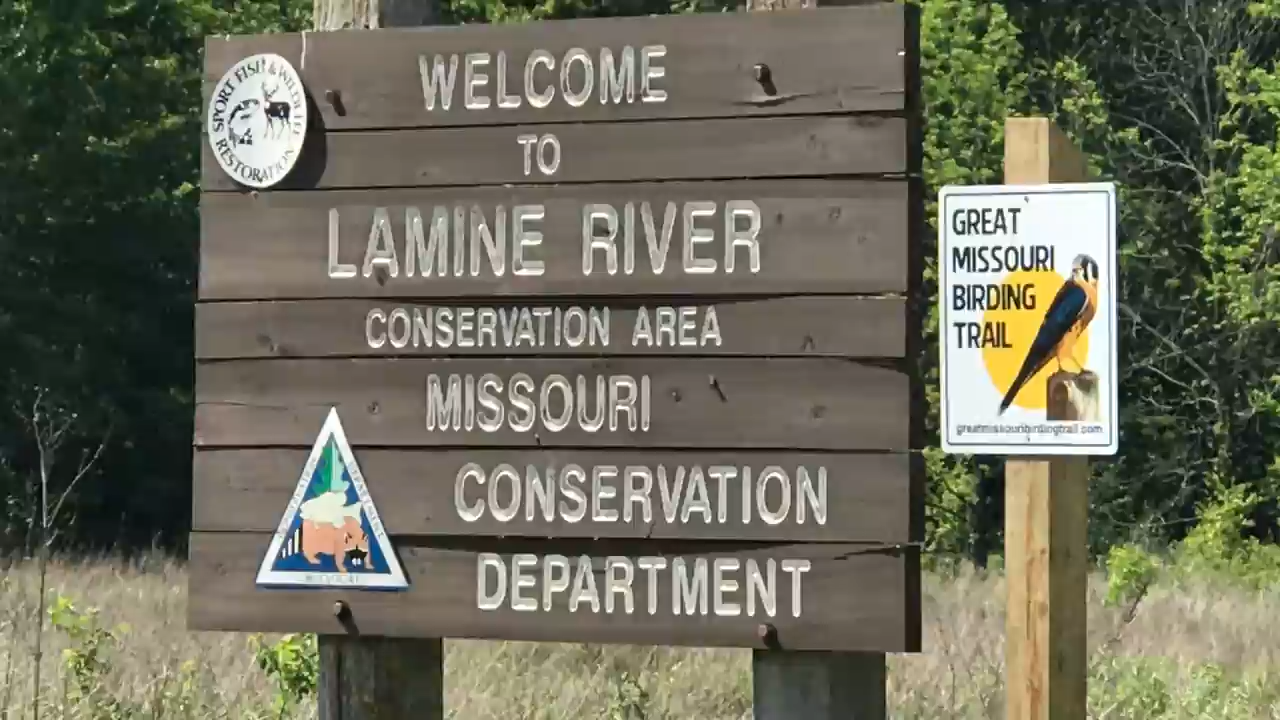 SPORT FISH & WILDLIFE
RESTORATION
WELCOME
TO
LAMINE RIVER
CONSERVATION AREA
MISSOURI
CONSERVATION
DEPARTMENT
GREAT
MISSOURI
BIRDING
TRAIL
greatmissouribirdingtrail.com